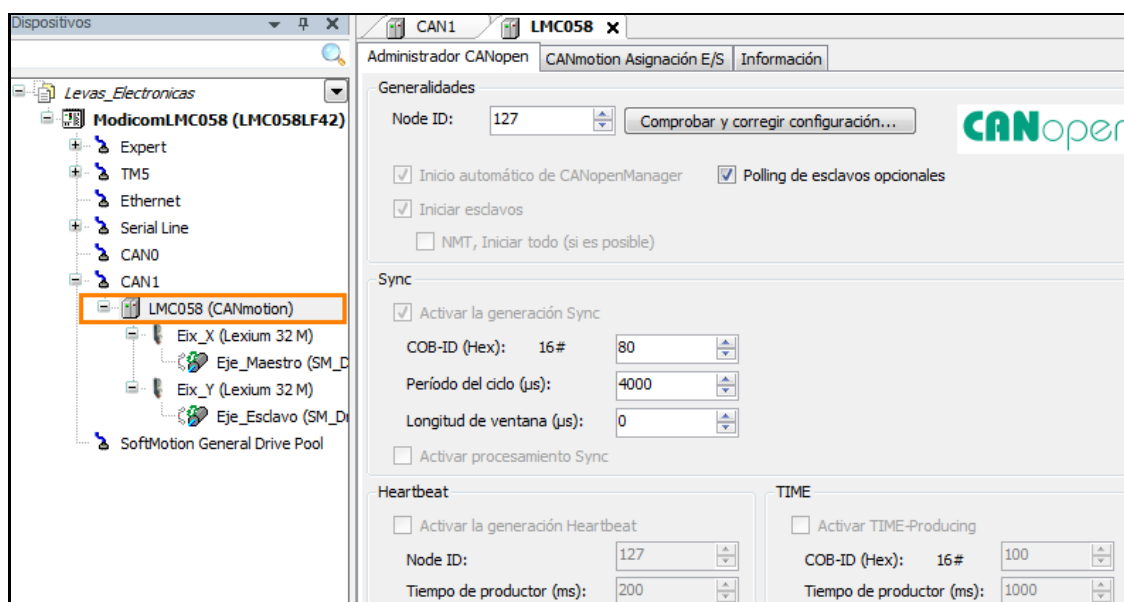 Dispositivos
Levas_Electronicas
ModicomLMC058 (LMC058LF42)
Expert
TM5
Ethernet
Serial Line
CAN0
CAN1
LMC058 (CANmotion)
Eix_X (Lexium 32 M)
Eje_Maestro (SM_D
Eix_Y (Lexium 32 M)
Eje_Esclavo (SM_Dr
SoftMotion General Drive Pool
CAN1 LMC058 x
Administrador CANopen CANmotion Asignación E/S Información
Generalidades
Node ID: 127 Comprobar y corregir configuración...
CANopen
Inicio automático de CANopenManager Polling de esclavos opcionales
Iniciar esclavos
NMT, Iniciar todo (si es posible)
Sync
Activar la generación Sync
COB-ID (Hex): 16# 80
Período del ciclo (µs): 4000
Longitud de ventana (µs): 0
Activar procesamiento Sync
Heartbeat
Activar la generación Heartbeat
Node ID: 127
Tiempo de productor (ms): 200
TIME
Activar TIME-Producing
COB-ID (Hex): 16# 100
Tiempo de productor (ms): 1000